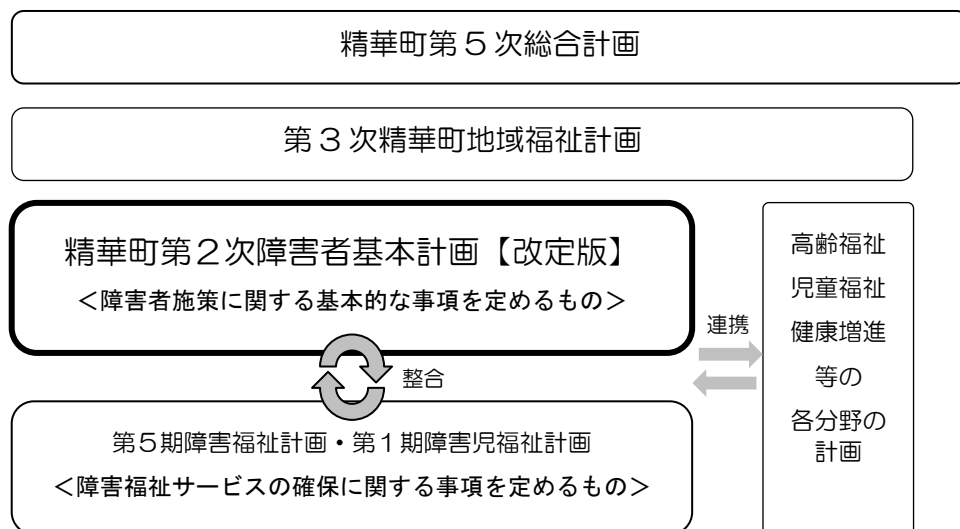 精華町第５次総合計画
第３次精華町地域福祉計画
精華町第２次障害者基本計画【改定版】
＜障害者施策に関する基本的な事項を定めるもの＞
整合
第５期障害福祉計画・第１期障害児福祉計画
＜障害福祉サービスの確保に関する事項を定めるもの＞
連携
高齢福祉
児童福祉
健康増進
等の
各分野の
計画